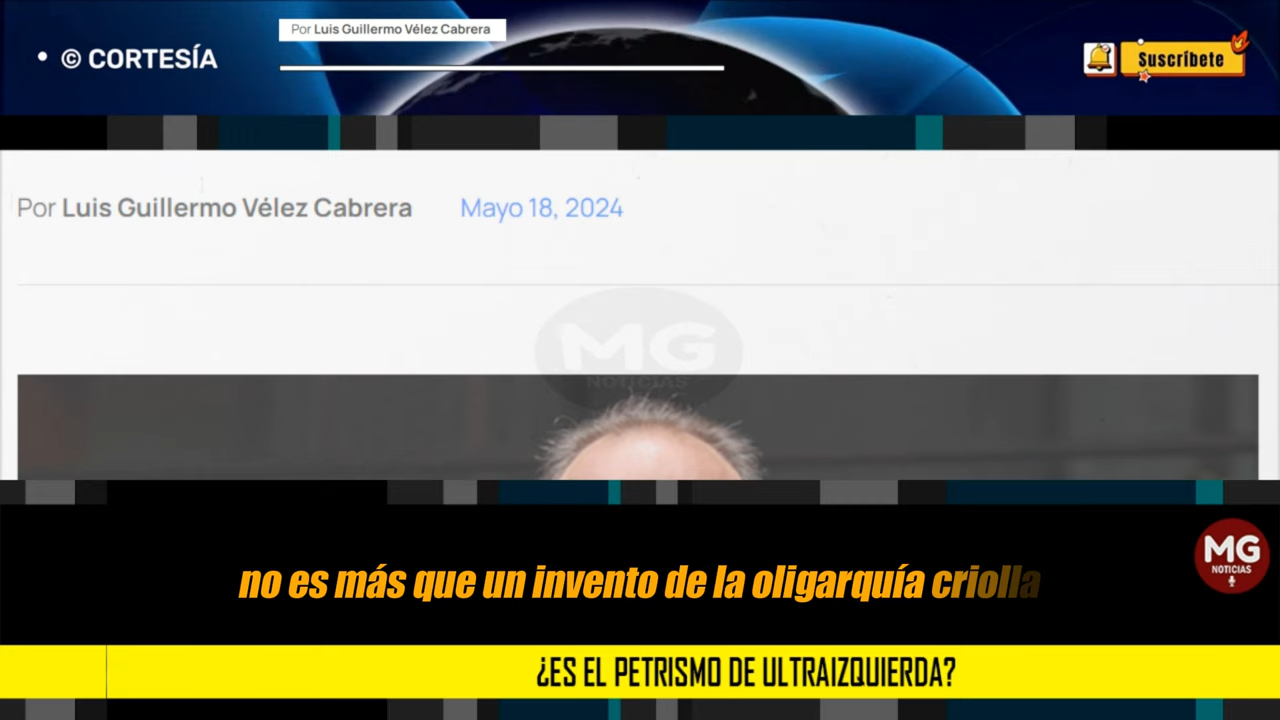 Por Luis Guillermo Vélez Cabrera
• © CORTESÍA
Suscríbete
Por Luis Guillermo Vélez Cabrera Mayo 18, 2024
MG
NOTICIAS
no es más que un invento de la oligarquía criolla
MG
NOTICIAS
¿ES EL PETRISMO DE ULTRAIZQUIERDA?